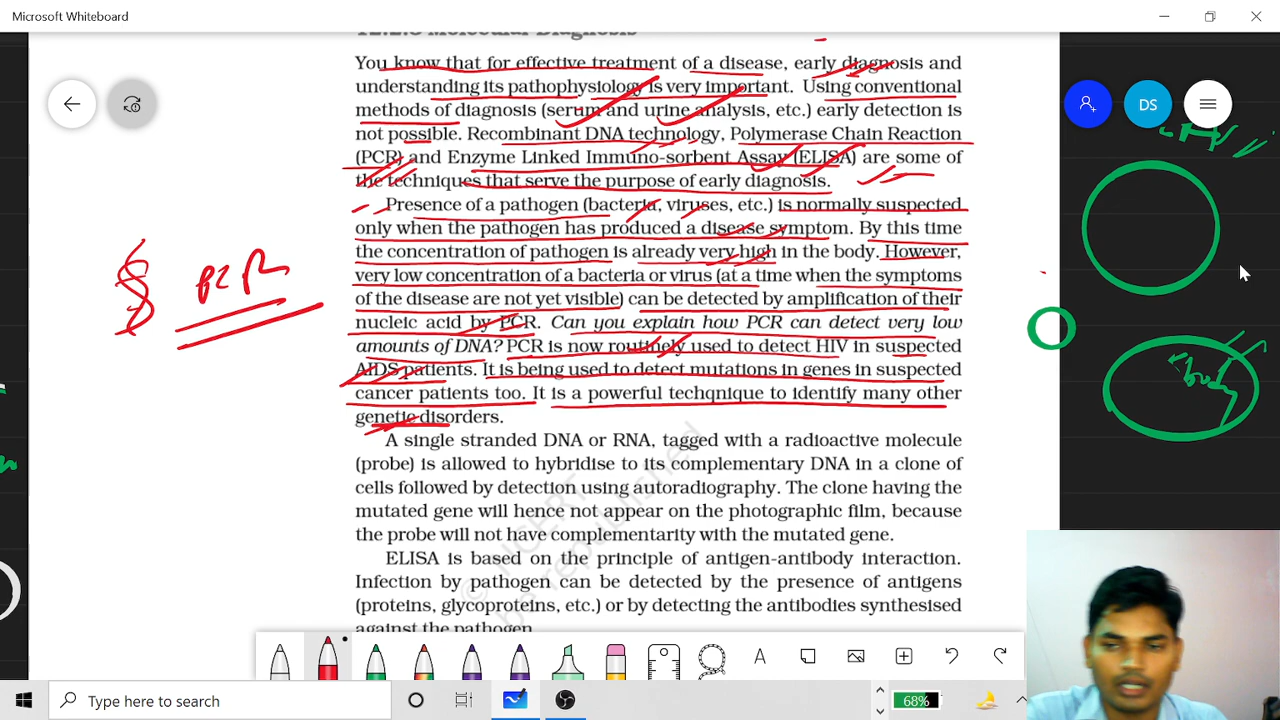 Microsoft Whiteboard
12.2.3 Molecular Diagnosis
You know that for effective treatment of a disease, early diagnosis and
understanding its pathophysiology is very important. Using conventional
methods of diagnosis (serum and urine analysis, etc.) early detection is
not possible. Recombinant DNA technology, Polymerase Chain Reaction
(PCR) and Enzyme Linked Immuno-sorbent Assay (ELISA) are some of
the techniques that serve the purpose of early diagnosis.
Presence of a pathogen (bacteria, viruses, etc.) is normally suspected
only when the pathogen has produced a disease symptom. By this time
the concentration of pathogen is already very high in the body. However,
very low concentration of a bacteria or virus (at a time when the symptoms
of the disease are not yet visible) can be detected by amplification of their
nucleic acid by PCR. Can you explain how PCR can detect very low
amounts of DNA? PCR is now routinely used to detect HIV in suspected
AIDS patients. It is being used to detect mutations in genes in suspected
cancer patients too. It is a powerful techqnique to identify many other
genetic disorders.
A single stranded DNA or RNA, tagged with a radioactive molecule
(probe) is allowed to hybridise to its complementary DNA in a clone of
cells followed by detection using autoradiography. The clone having the
mutated gene will hence not appear on the photographic film, because
the probe will not have complementarity with the mutated gene.
ELISA is based on the principle of antigen-antibody interaction.
Infection by pathogen can be detected by the presence of antigens
(proteins, glycoproteins, etc.) or by detecting the antibodies synthesised
against the pathogen.
PCR
DS
© NCERT
be republished
A
Type here to search
68%